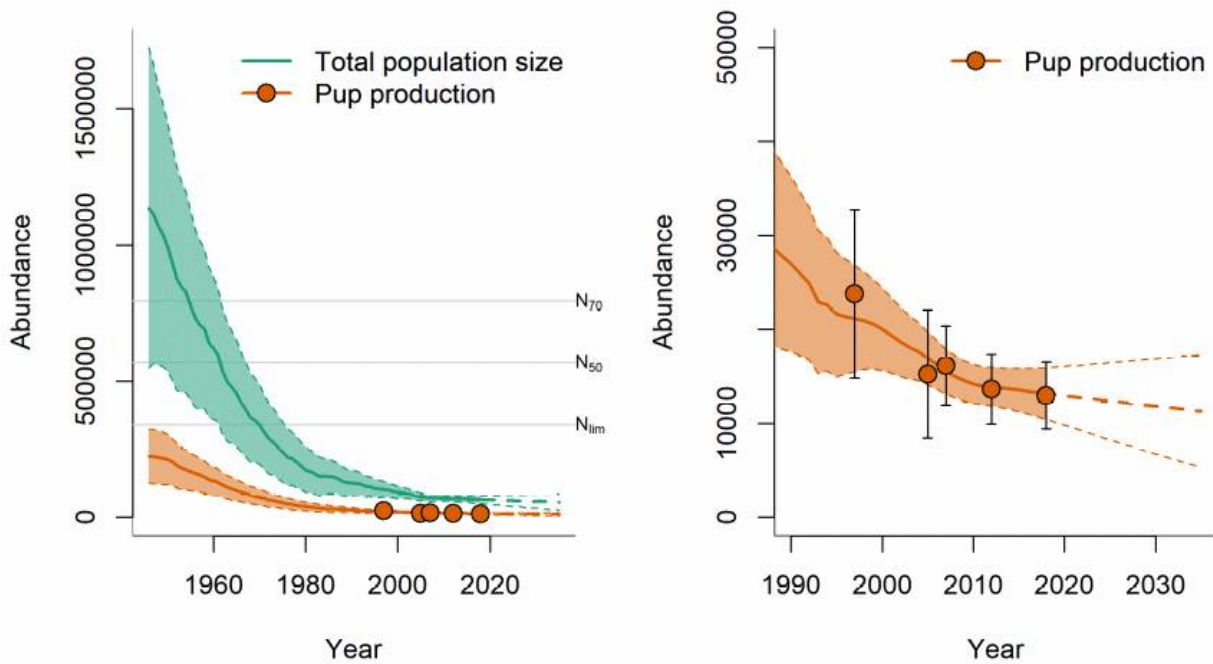 Total population size
Pup production
Abundance
0
500000
1000000
1500000
N70
N50
Nlim
1960
1980
2000
2020
Year
Pup production
Abundance
0
10000
30000
50000
1990
2000
2010
2020
2030
Year